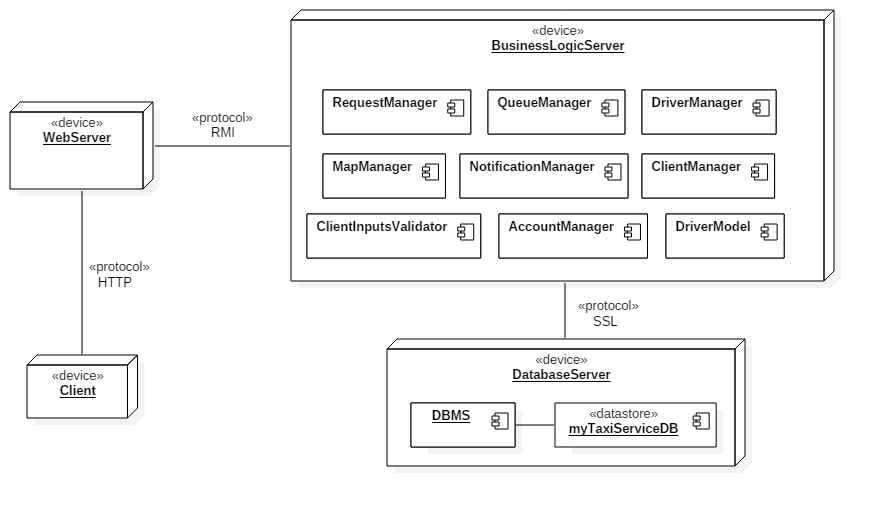 «device»
BusinessLogicServer
RequestManager
QueueManager
DriverManager
MapManager
NotificationManager
ClientManager
ClientInputsValidator
AccountManager
DriverModel
«device»
WebServer
«protocol»
RMI
«protocol»
HTTP
«device»
Client
«protocol»
SSL
«device»
DatabaseServer
DBMS
«datastore»
myTaxiServiceDB